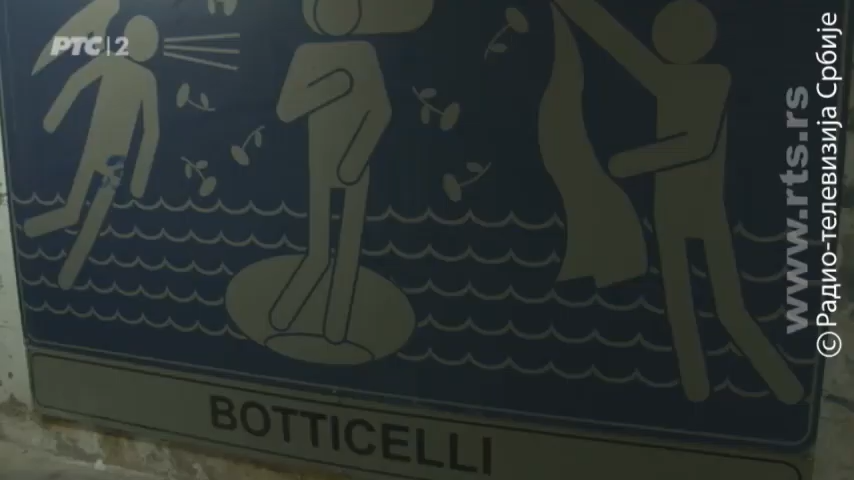 РТС|2
BOTTICELLI
www.rts.rs
© Радио-телевизија Србије